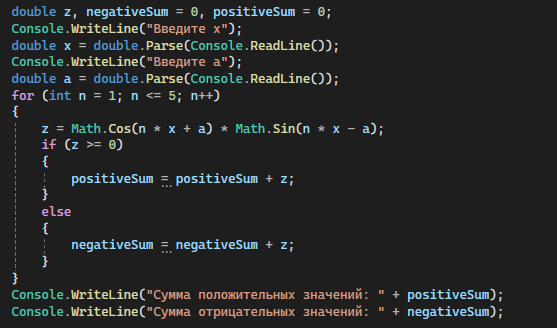 double z, negativeSum = 0, positiveSum = 0;
Console.WriteLine("Введите x");
double x = double.Parse(Console.ReadLine());
Console.WriteLine("Введите a");
double a = double.Parse(Console.ReadLine());
for (int n = 1; n <= 5; n++)
{
    z = Math.Cos(n * x + a) * Math.Sin(n * x - a);
    if (z >= 0)
    {
        positiveSum = positiveSum + z;
    }
    else
    {
        negativeSum = negativeSum + z;
    }
}
Console.WriteLine("Сумма положительных значений: " + positiveSum);
Console.WriteLine("Сумма отрицательных значений: " + negativeSum);